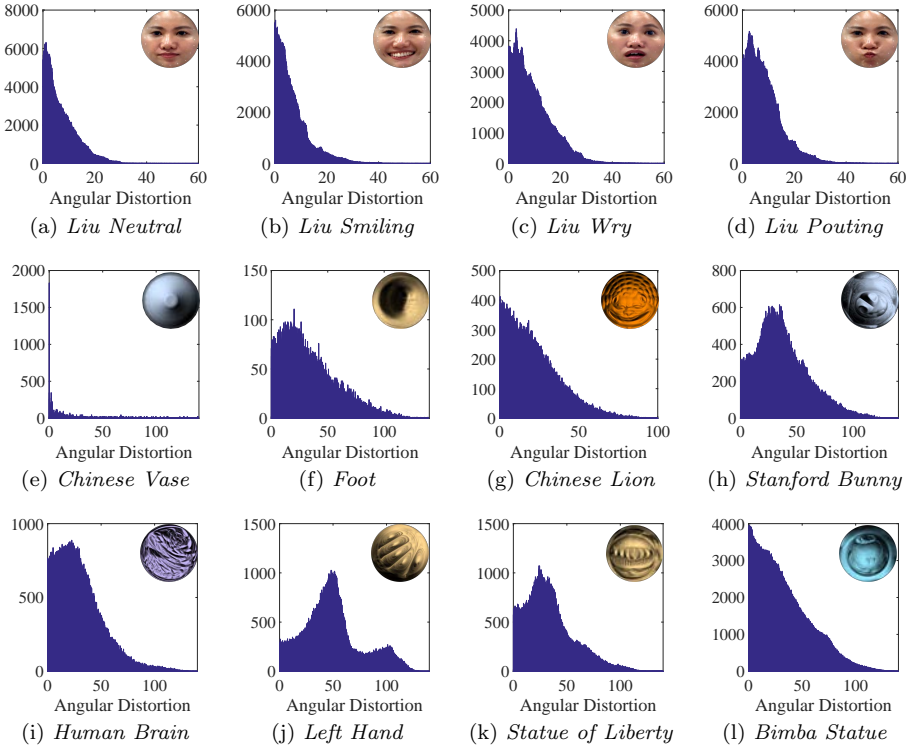 8000
6000
4000
2000
0
0 20 40 60
Angular Distortion
(a) Liu Neutral
6000
5000
4000
3000
2000
1000
0
0 20 40 60
Angular Distortion
(b) Liu Smiling
5000
4000
3000
2000
1000
0
0 20 40 60
Angular Distortion
(c) Liu Wry
6000
4000
2000
0
0 20 40 60
Angular Distortion
(d) Liu Pouting
2000
1500
1000
500
0
0 50 100
Angular Distortion
(e) Chinese Vase
150
100
50
0
0 50 100
Angular Distortion
(f) Foot
500
400
300
200
100
0
0 50 100
Angular Distortion
(g) Chinese Lion
800
600
400
200
0
0 50 100
Angular Distortion
(h) Stanford Bunny
1000
500
0
0 50 100
Angular Distortion
(i) Human Brain
1500
1000
500
0
0 50 100
Angular Distortion
(j) Left Hand
1500
1000
500
0
0 50 100
Angular Distortion
(k) Statue of Liberty
4000
3000
2000
1000
0
0 50 100
Angular Distortion
(l) Bimba Statue